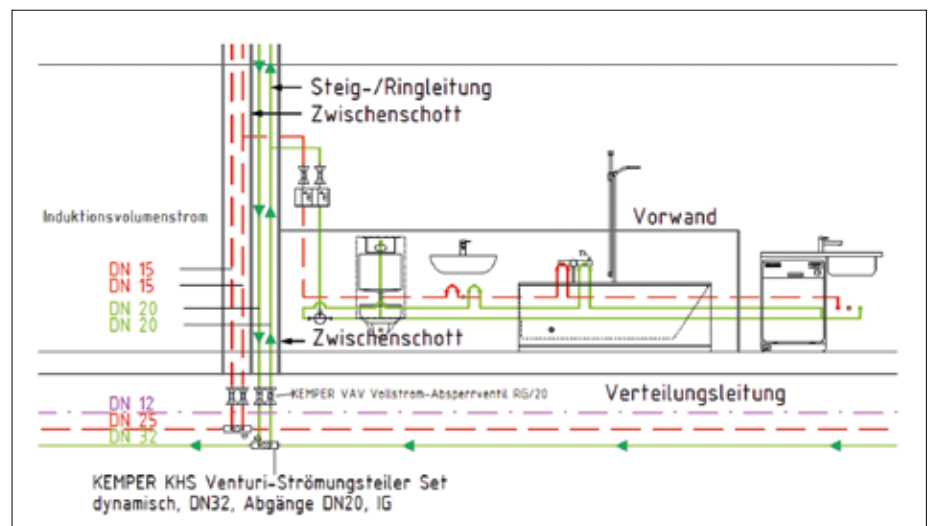 Steig-/Ringleitung
Zwischenschott
Induktionsvolumenstrom
Vorwand
DN 15
DN 15
DN 20
DN 20
Zwischenschott
KEMPER VAV Vollstrom-Absperrventil RG/20
Verteilungsleitung
DN 12
DN 25
DN 32
KEMPER KHS Venturi-Strömungsteiler Set
dynamisch, DN32, Abgänge DN20, IG